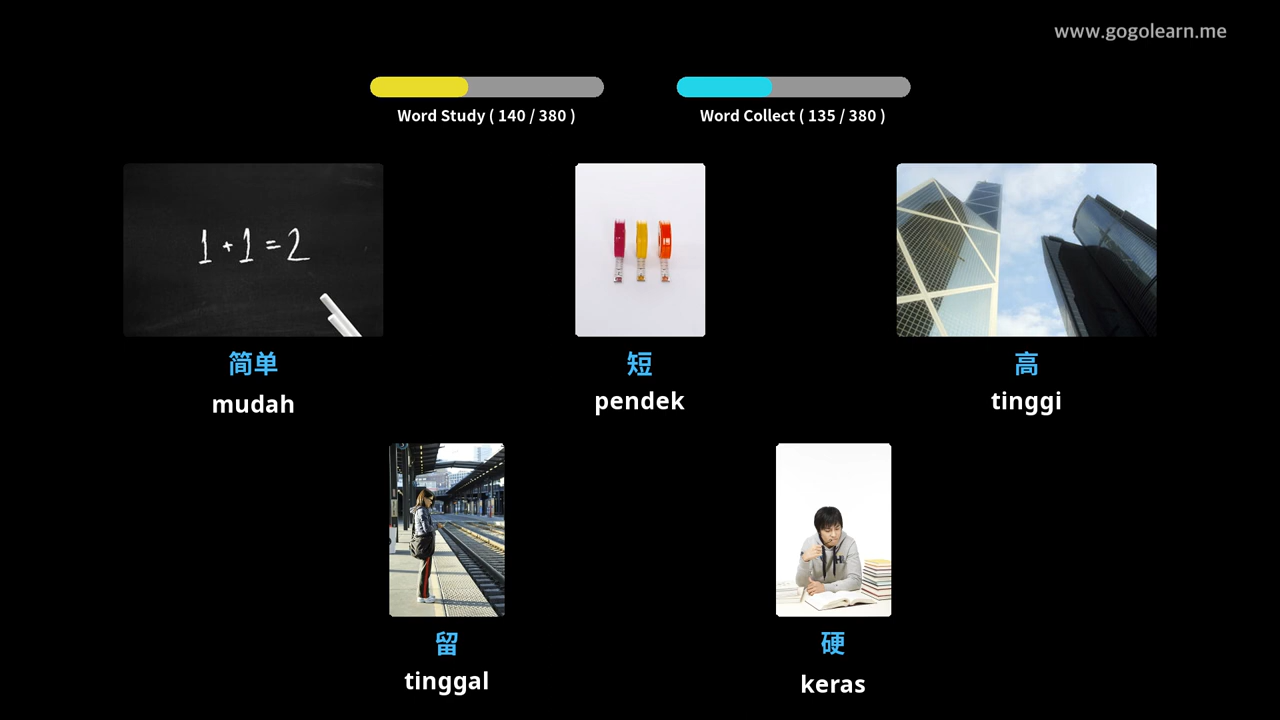 www.gogolearn.me
Word Study ( 140 / 380 )
Word Collect ( 135 / 380 )
1 + 1 = 2
简单
mudah
短
pendek
高
tinggi
留
tinggal
硬
keras